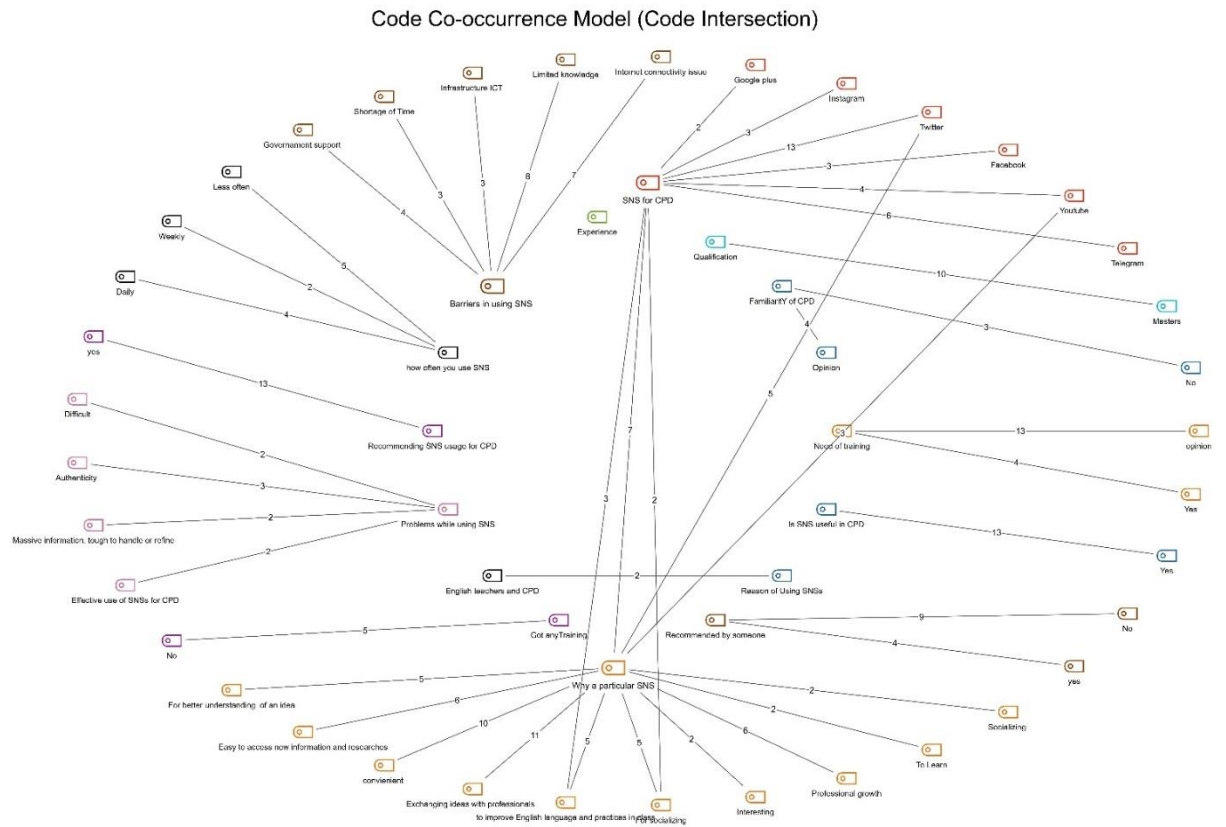 Code Co-occurrence Model (Code Intersection)
Internet connectivity issue
Limited knowledge
Google plus
Infrastructure ICT
Instagram
Shortage of Time
Twitter
Governamont support
Facebook
Less often
SNS for CPD
Youtube
Experience
Weekly
Qualification
Telegram
Daily
Barriers in using SNS
FamiliaritY of CPD
Masters
yes
how often you use SNS
Opinion
No
Difficult
Recommending SNS usage for CPD
Need of training
opinion
Authenticity
Yes
Massive information, tough to handle or refine
Problems while using SNS
Is SNS useful in CPD
Yes
Effective use of SNSs for CPD
English teachers and CPD
Reason of Using SNSs
No
Got anyTraining
Recommended by someone
No
yes
Why a particular SNS
For better understanding of an idea
Socializing
Easy to access new information and researches
To Learn
convienient
Professional growth
Exchanging ideas with professionals
to improve English language and practices in class
For socializing
Interesting
2
3
13
3
4
6
4
3
3
8
7
5
2
4
10
4
3
13
5
7
3
2
3
13
4
2
3
2
2
13
2
5
9
4
5
6
10
11
5
5
2
6
2
2